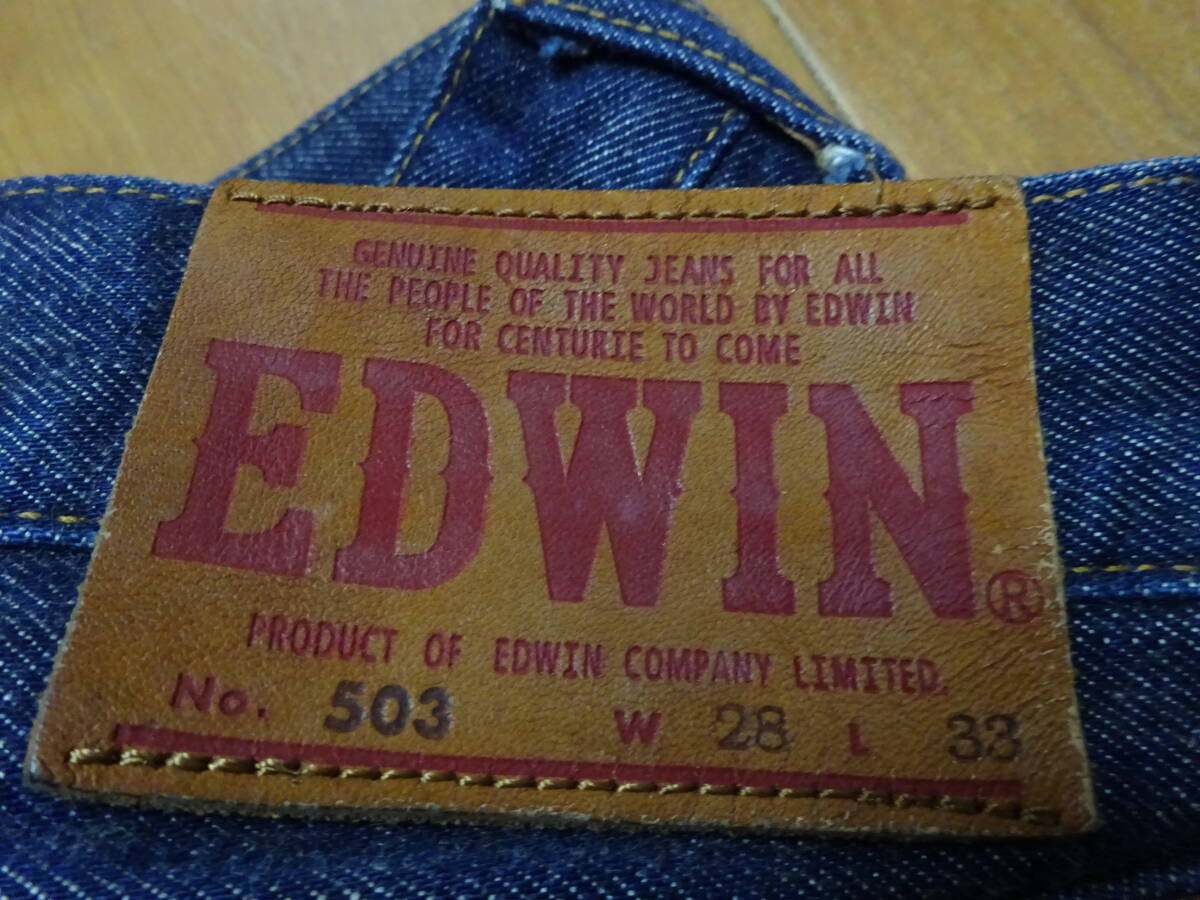 GENUINE QUALITY JEANS FOR ALL
THE PEOPLE OF THE WORLD BY EDWIN
FOR CENTURIE TO COME
EDWIN®
PRODUCT OF EDWIN COMPANY LIMITED.
No. 503 W 28 L 33